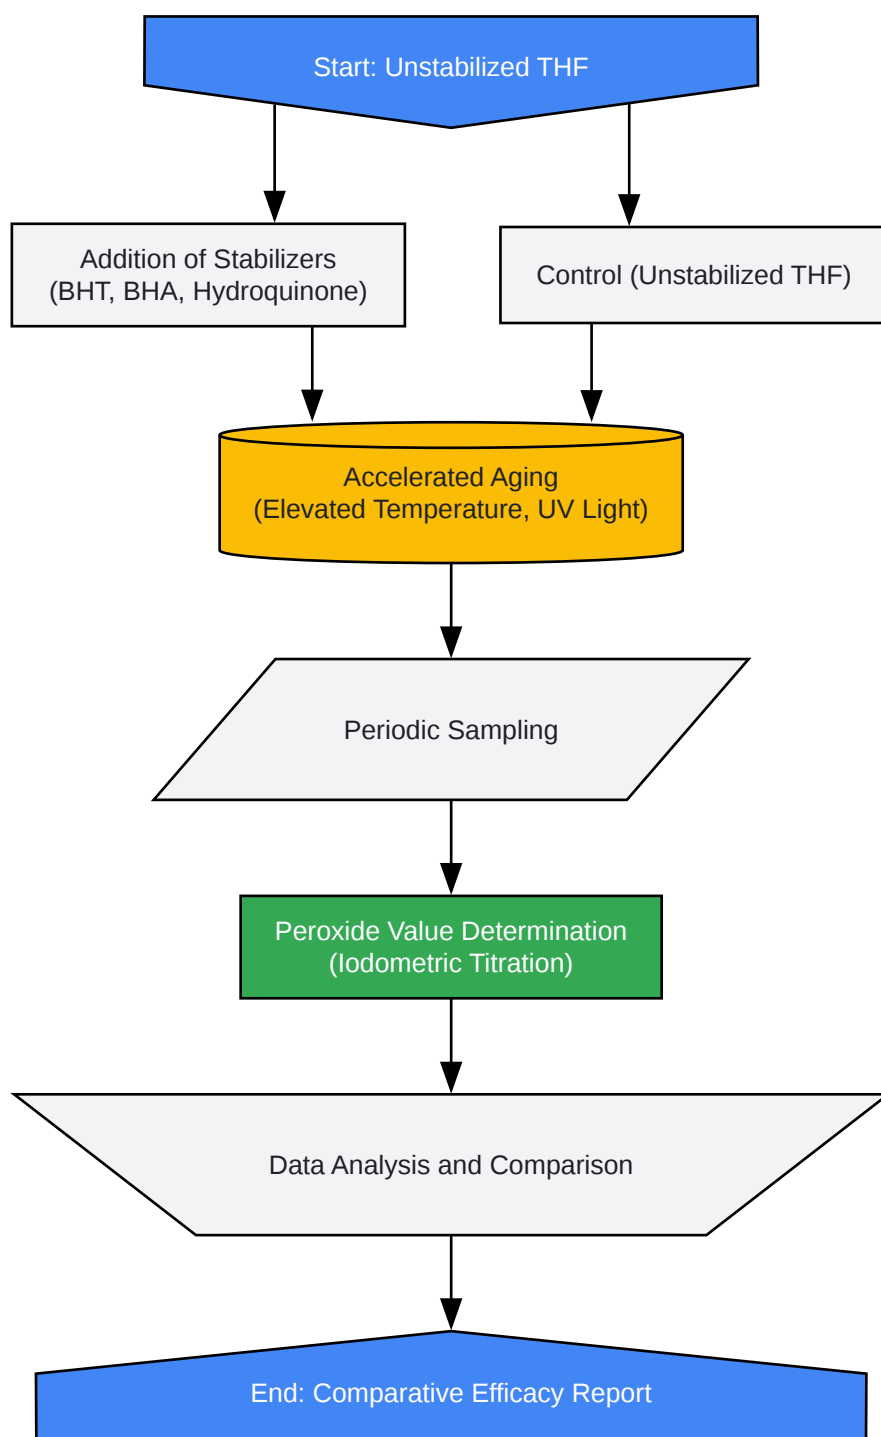 Start: Unstabilized THF
Addition of Stabilizers
(BHT, BHA, Hydroquinone)
Control (Unstabilized THF)
Accelerated Aging
(Elevated Temperature, UV Light)
Periodic Sampling
Peroxide Value Determination
(Iodometric Titration)
Data Analysis and Comparison
End: Comparative Efficacy Report